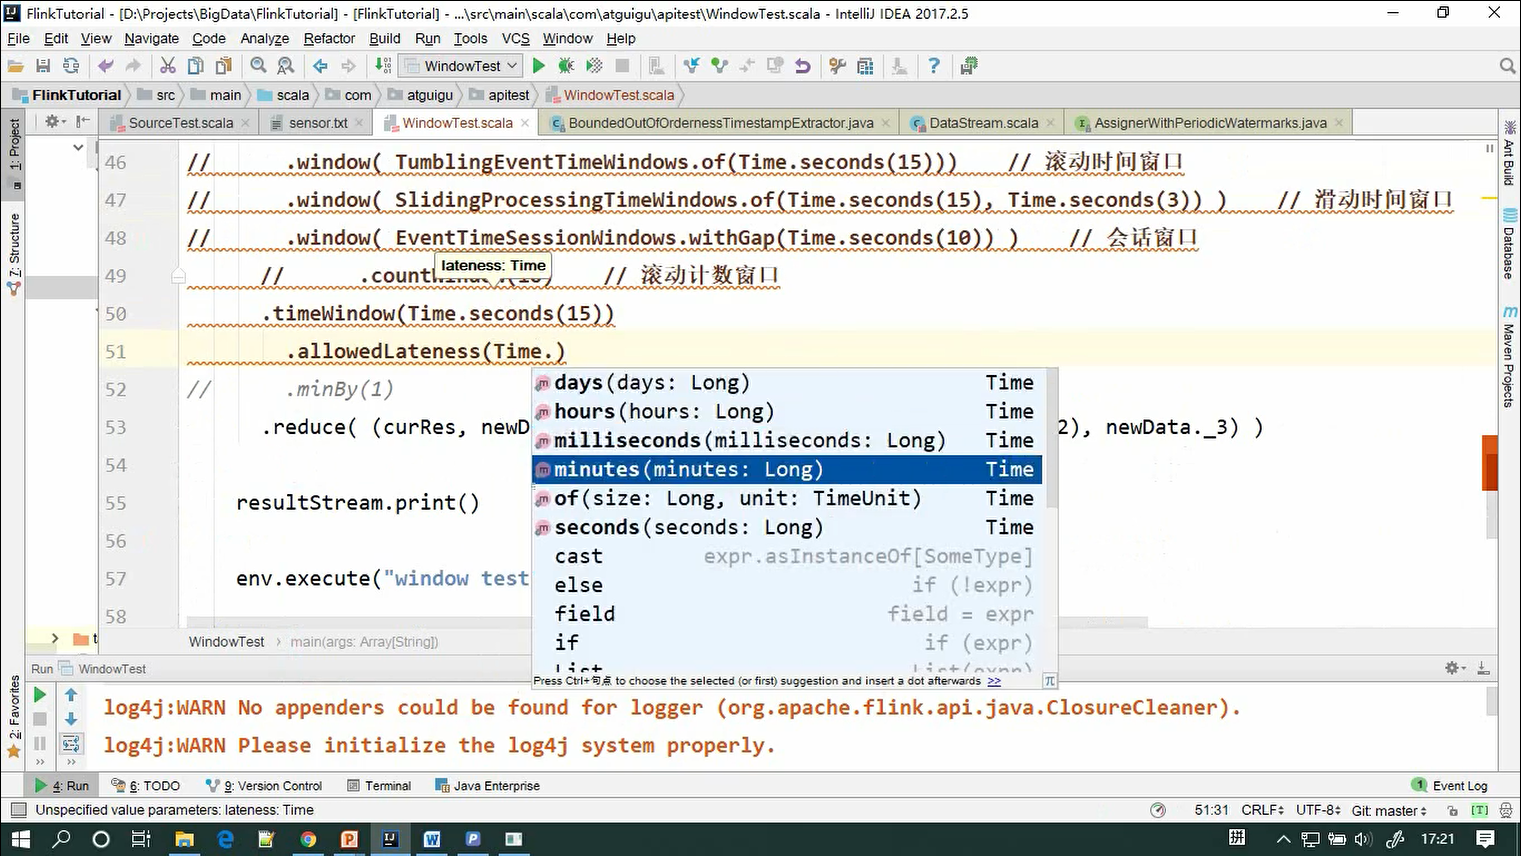 FlinkTutorial - [D:\Projects\BigData\FlinkTutorial] - [FlinkTutorial] - ...\src\main\scala\com\atguigu\apitest\WindowTest.scala - IntelliJ IDEA 2017.2.5
File Edit View Navigate Code Analyze Refactor Build Run Tools VCS Window Help
WindowTest
FlinkTutorial src main scala com atguigu apitest WindowTest.scala
SourceTest.scala sensor.txt WindowTest.scala BoundedOutOfOrdernessTimestampExtractor.java DataStream.scala AssignerWithPeriodicWatermarks.java
1: Project
7: Structure
2: Favorites
Ant Build
Database
Maven Projects
46 // .window( TumblingEventTimeWindows.of(Time.seconds(15))) // 滚动时间窗口
47 // .window( SlidingProcessingTimeWindows.of(Time.seconds(15), Time.seconds(3)) ) // 滑动时间窗口
48 // .window( EventTimeSessionWindows.withGap(Time.seconds(10)) ) // 会话窗口
lateness: Time
49 // .count // 滚动计数窗口
50 .timeWindow(Time.seconds(15))
51 .allowedLateness(Time.)
52 // .minBy(1)
53 .reduce( (curRes, newD 2), newData._3) )
54
55 resultStream.print()
56
57 env.execute("window test
58
days(days: Long) Time
hours(hours: Long) Time
milliseconds(milliseconds: Long) Time
minutes(minutes: Long) Time
of(size: Long, unit: TimeUnit) Time
seconds(seconds: Long) Time
cast expr.asInstanceOf[SomeType]
else if (!expr)
field field = expr
if if (expr)
List List(expr)
Press Ctrl+句点 to choose the selected (or first) suggestion and insert a dot afterwards >>
π
t
WindowTest main(args: Array[String])
Run WindowTest
log4j:WARN No appenders could be found for logger (org.apache.flink.api.java.ClosureCleaner).
log4j:WARN Please initialize the log4j system properly.
4: Run 6: TODO 9: Version Control Terminal Java Enterprise 1 Event Log
Unspecified value parameters: lateness: Time 51:31 CRLF UTF-8 Git: master [T]
17:21